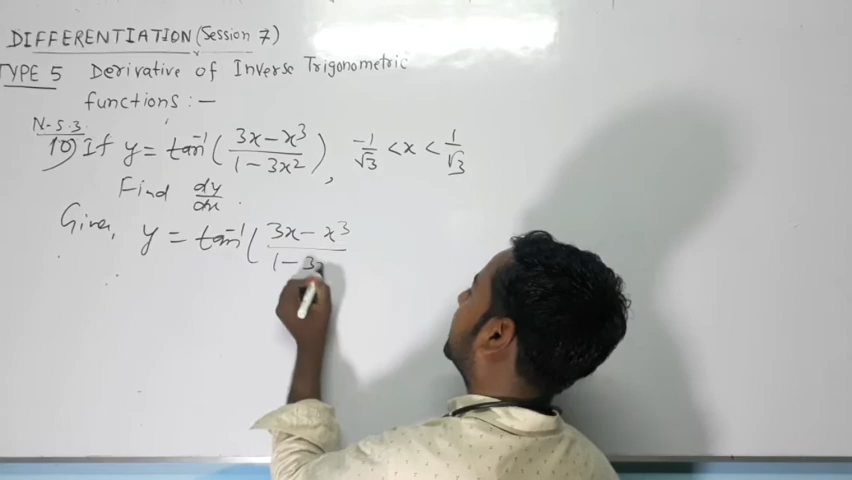 DIFFERENTIATION (Session 7)
TYPE 5 Derivative of Inverse Trigonometric
functions :-
N-5.3
10) If y = tan⁻¹( (3x-x³)/(1-3x²) ), -1/√3 < x < 1/√3
Find dy/dx.
Given, y = tan⁻¹( (3x-x³)/(1-3